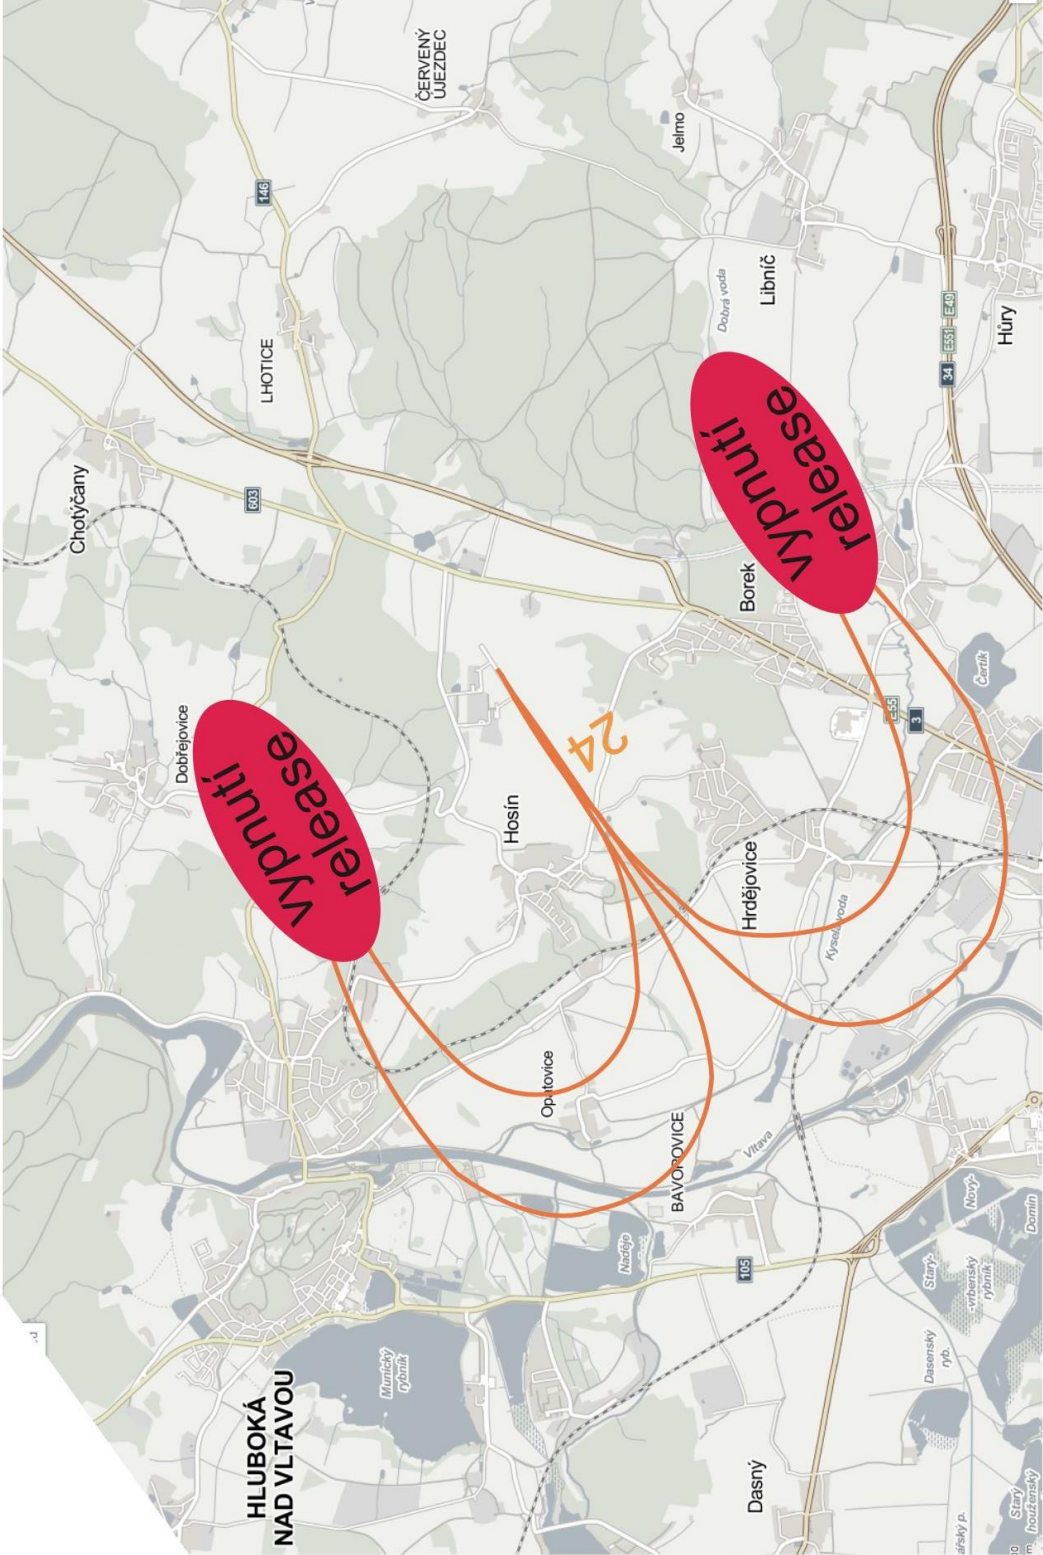 HLUBOKÁ
NAD VLTAVOU
Munický
rybník
Chotýčany
Dobřejovice
603
146
LHOTICE
vypnutí
release
ČERVENÝ
ÚJEZDEC
Hosín
Opatovice
24
Naděje
BAVOROVICE
Jelmo
105
Dasný
Vltava
Hrdějovice
Borek
Dobrá voda
Libníč
vypnutí
release
Kyselá voda
E55
3
Dasenský
ryb.
Starý-
-vrbenský
rybník
Nový-
Domin
Čertík
34
E551
E49
Hůry
ářský p.
Starý
houženský